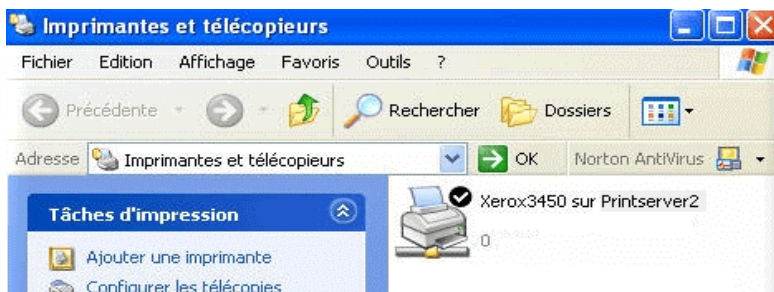 Imprimantes et télécopieurs
Fichier Edition Affichage Favoris Outils ?
Précédente Rechercher Dossiers
Adresse Imprimantes et télécopieurs OK Norton AntiVirus
Tâches d'impression
Xerox3450 sur Printserver2
0
Ajouter une imprimante
Configurer les télécopies